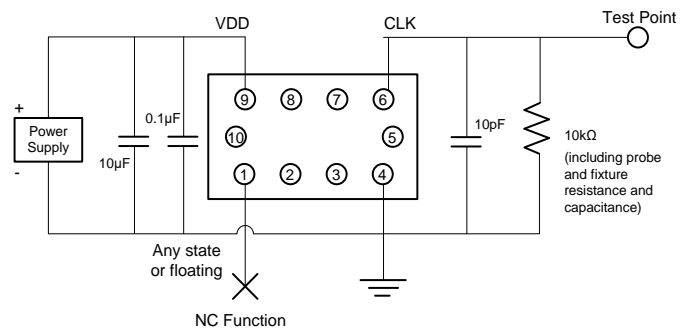 Test Point
VDD
CLK
+
Power
Supply
-
10µF
0.1µF
9
8
7
6
10
5
1
2
3
4
10pF
10kΩ
(including probe
and fixture
resistance and
capacitance)
Any state
or floating
NC Function